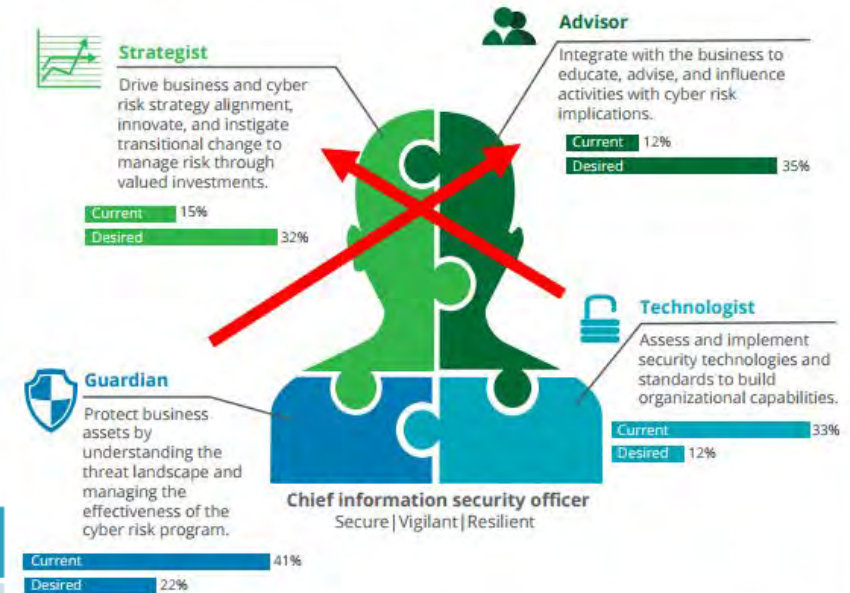 Strategist
Drive business and cyber
risk strategy alignment,
innovate, and instigate
transitional change to
manage risk through
valued investments.
Current 15%
Desired 32%
Advisor
Integrate with the business to
educate, advise, and influence
activities with cyber risk
implications.
Current 12%
Desired 35%
Guardian
Protect business
assets by
understanding the
threat landscape and
managing the
effectiveness of the
cyber risk program.
Current 41%
Desired 22%
Technologist
Assess and implement
security technologies and
standards to build
organizational capabilities.
Current 33%
Desired 12%
Chief information security officer
Secure|Vigilant|Resilient